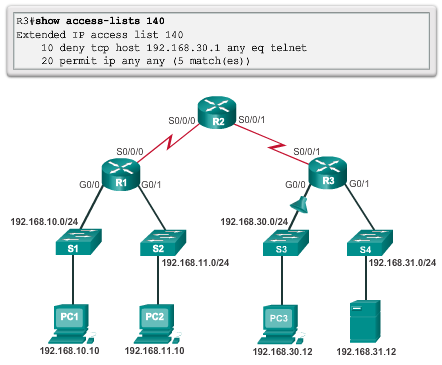 R3#show access-lists 140
Extended IP access list 140
10 deny tcp host 192.168.30.1 any eq telnet
20 permit ip any any (5 match(es))
R2
S0/0/0
S0/0/1
S0/0/0
S0/0/1
R1
R3
G0/0
G0/1
G0/0
G0/1
192.168.10.0/24
192.168.30.0/24
S1
S2
S3
S4
192.168.11.0/24
192.168.31.0/24
PC1
PC2
PC3
192.168.10.10
192.168.11.10
192.168.30.12
192.168.31.12